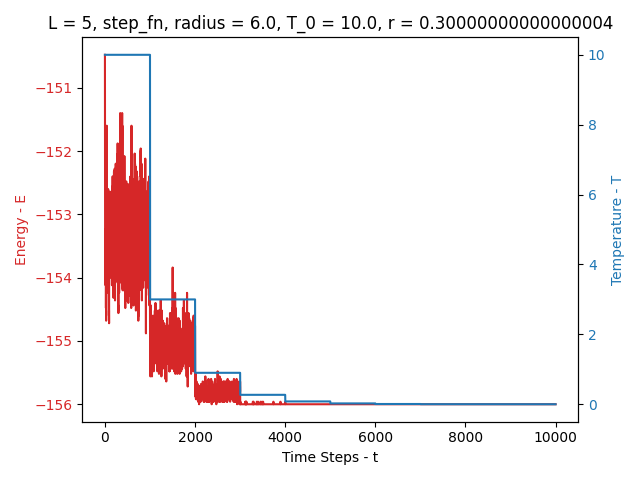 L = 5, step_fn, radius = 6.0, T_0 = 10.0, r = 0.30000000000000004
−151
−152
−153
−154
−155
−156
Energy - E
10
8
6
4
2
0
Temperature - T
0 2000 4000 6000 8000 10000
Time Steps - t